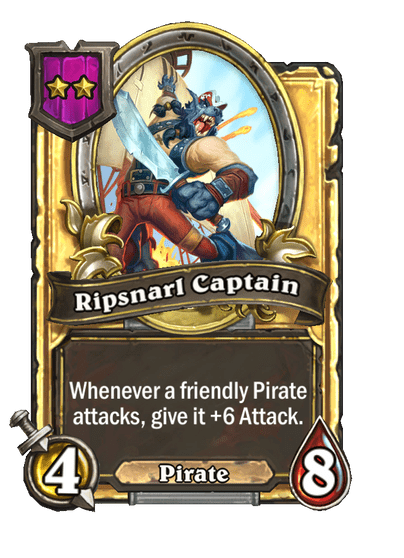 Ripsnarl Captain
Whenever a friendly Pirate
attacks, give it +6 Attack.
4
Pirate
8